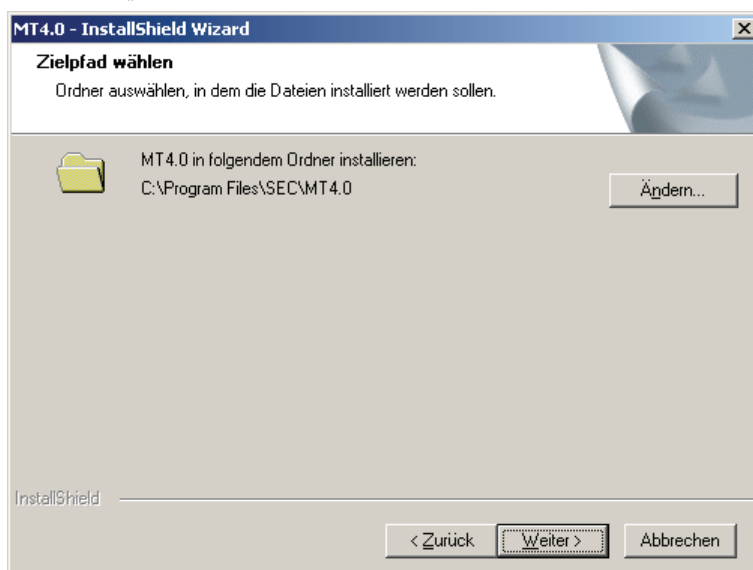 MT4.0 - InstallShield Wizard
Zielpfad wählen
Ordner auswählen, in dem die Dateien installiert werden sollen.
MT4.0 in folgendem Ordner installieren:
C:\Program Files\SEC\MT4.0
Ändern...
InstallShield
< Zurück
Weiter >
Abbrechen